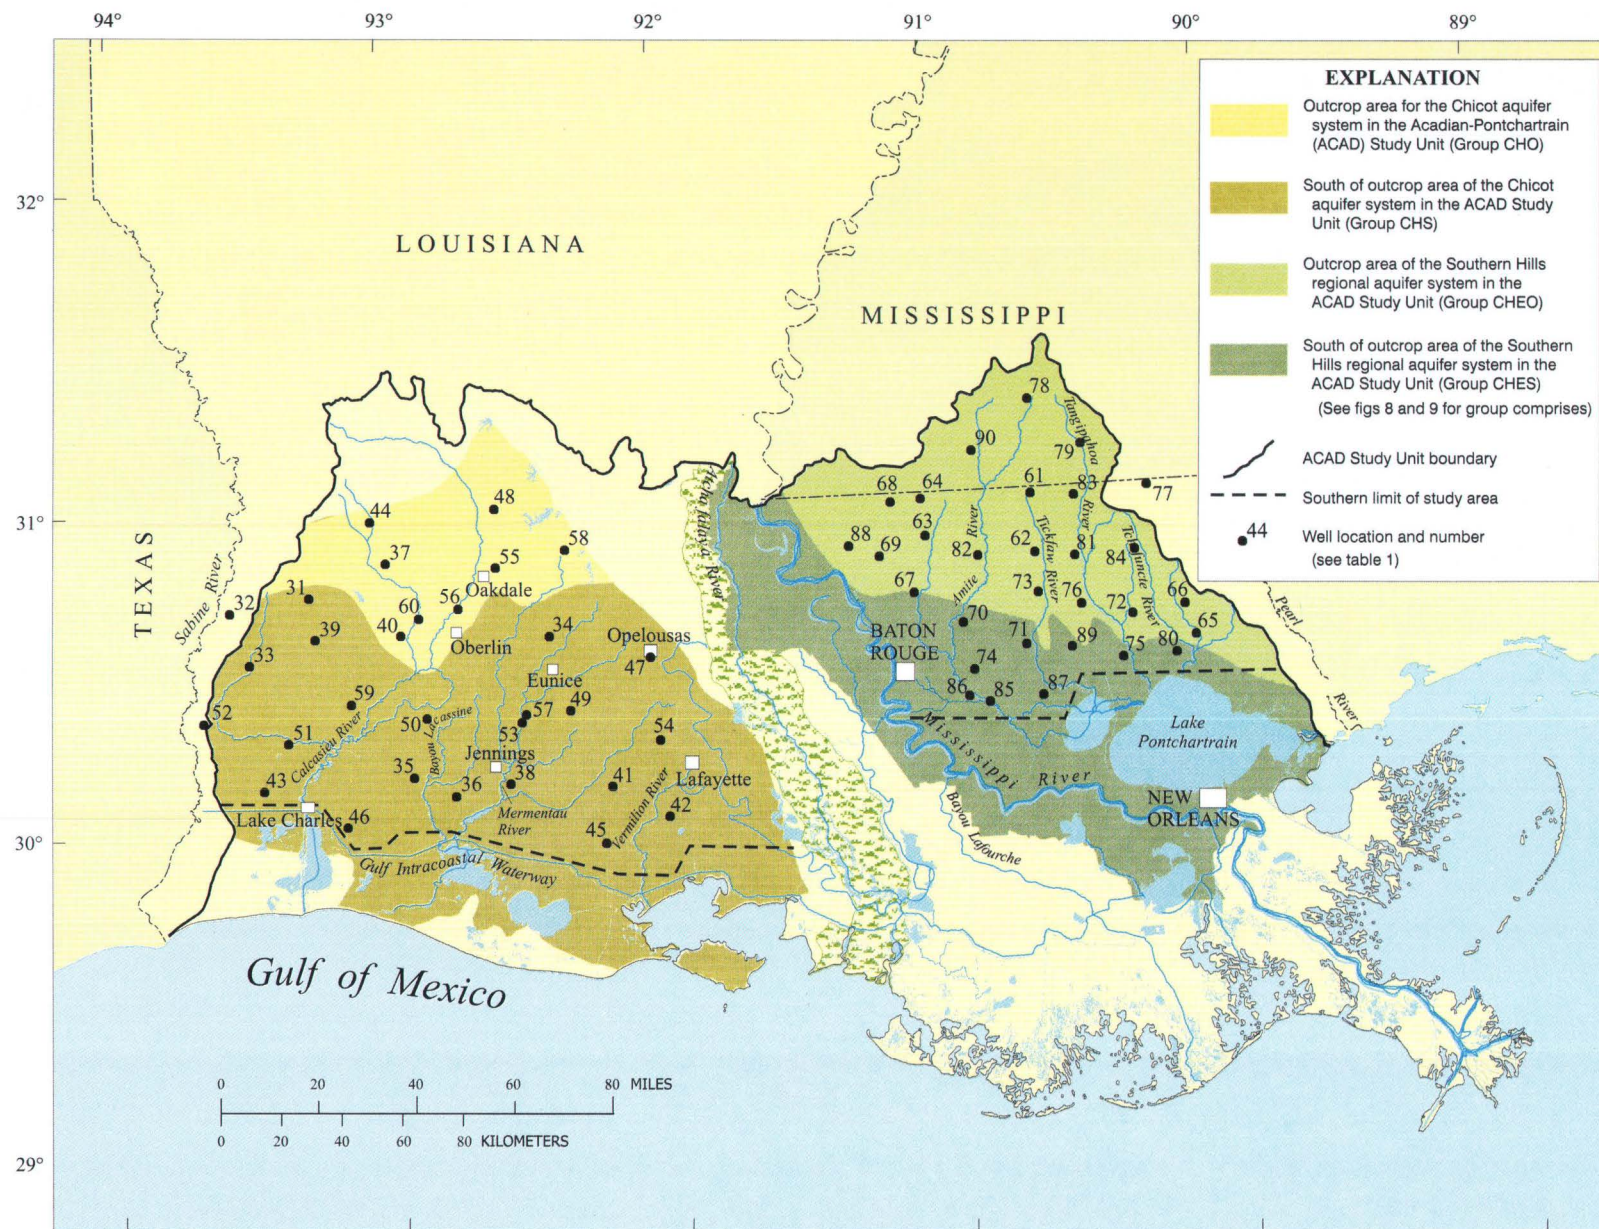 94°
93°
92°
91°
90°
89°
EXPLANATION
Outcrop area for the Chicot aquifer
system in the Acadian-Pontchartrain
(ACAD) Study Unit (Group CHO)
South of outcrop area of the Chicot
aquifer system in the ACAD Study
Unit (Group CHS)
Outcrop area of the Southern Hills
regional aquifer system in the
ACAD Study Unit (Group CHEO)
South of outcrop area of the Southern
Hills regional aquifer system in the
ACAD Study Unit (Group CHES)
(See figs 8 and 9 for group comprises)
ACAD Study Unit boundary
Southern limit of study area
44
Well location and number
(see table 1)
32°
31°
30°
29°
LOUISIANA
MISSISSIPPI
TEXAS
Sabine River
78
90
79
Tangipahoa
River
68
64
61
83
77
44
48
63
88
69
82
62
81
84
37
55
58
River
Amite
Tickfaw River
Tchefuncte River
Atchafalaya River
31
32
Oakdale
56
67
73
76
72
66
65
60
40
39
Oberlin
34
Opelousas
47
70
71
89
75
80
Pearl
River
33
BATON
ROUGE
74
Eunice
59
52
51
50
57
53
49
54
86
85
87
Bayou Lacassine
Calcasieu River
Jennings
Lake
Pontchartrain
43
35
36
38
41
Lafayette
42
Vermilion River
Mississippi
River
Lake Charles
46
Mermentau
River
45
NEW
ORLEANS
Bayou Lafourche
Gulf Intracoastal Waterway
Gulf of Mexico
0 20 40 60 80 MILES
0 20 40 60 80 KILOMETERS